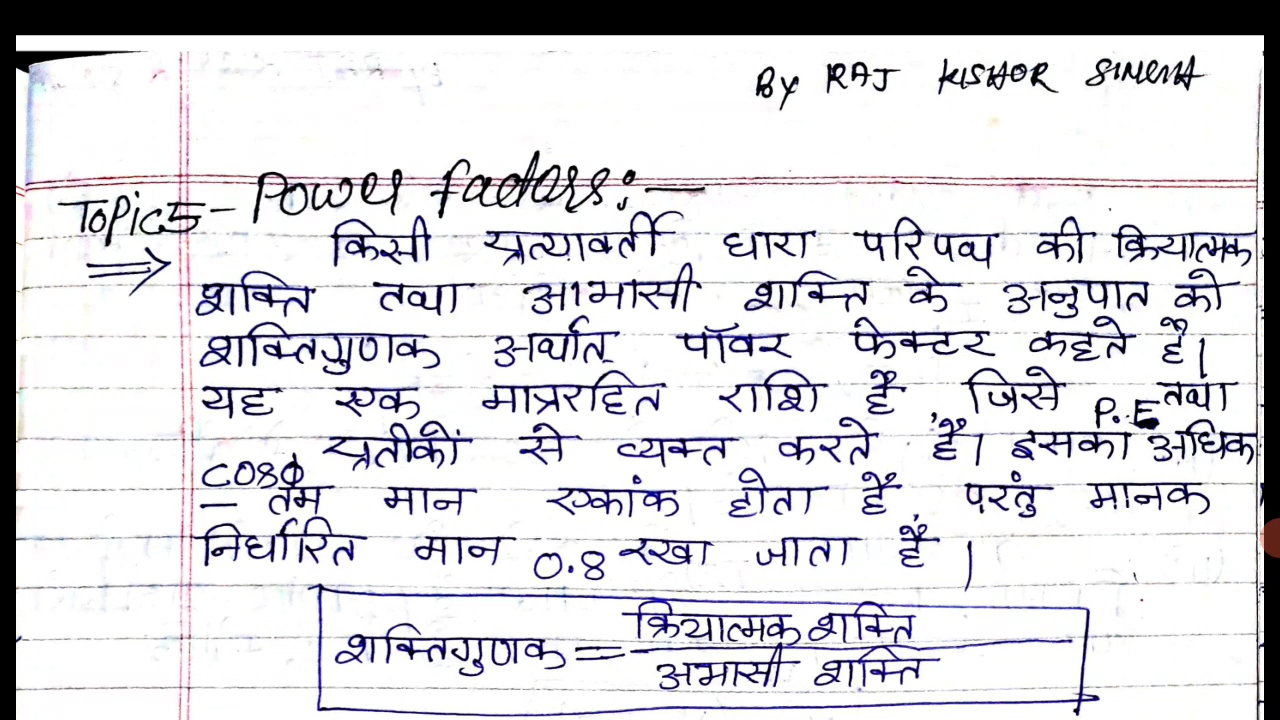 By RAJ KISHOR SINGH
Topic5- Power factors:-
⇒ किसी प्रत्यावर्ती धारा परिपथ की क्रियात्मक
शक्ति तथा आभासी शक्ति के अनुपात को
शक्तिगुणक अर्थात् पॉवर फेक्टर कहते है।
यह एक मात्ररहित राशि है , जिसे P.F तथा
cosϕ प्रतीकों से व्यक्त करते है। इसका अधिक
- तम मान एकांक होता है , परंतु मानक
निर्धारित मान 0.8 रखा जाता है ।
शक्तिगुणक = क्रियात्मक शक्ति
अभासी शक्ति